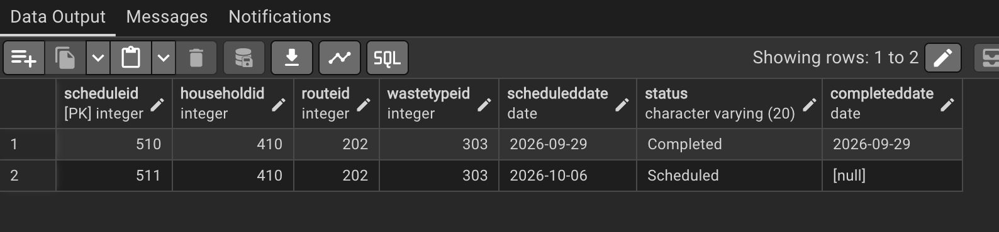 Data Output Messages Notifications
SQL Showing rows: 1 to 2
scheduleid householdid routeid wastetypeid scheduleddate status completeddate
[PK] integer integer integer integer date character varying (20) date
1 510 410 202 303 2026-09-29 Completed 2026-09-29
2 511 410 202 303 2026-10-06 Scheduled [null]